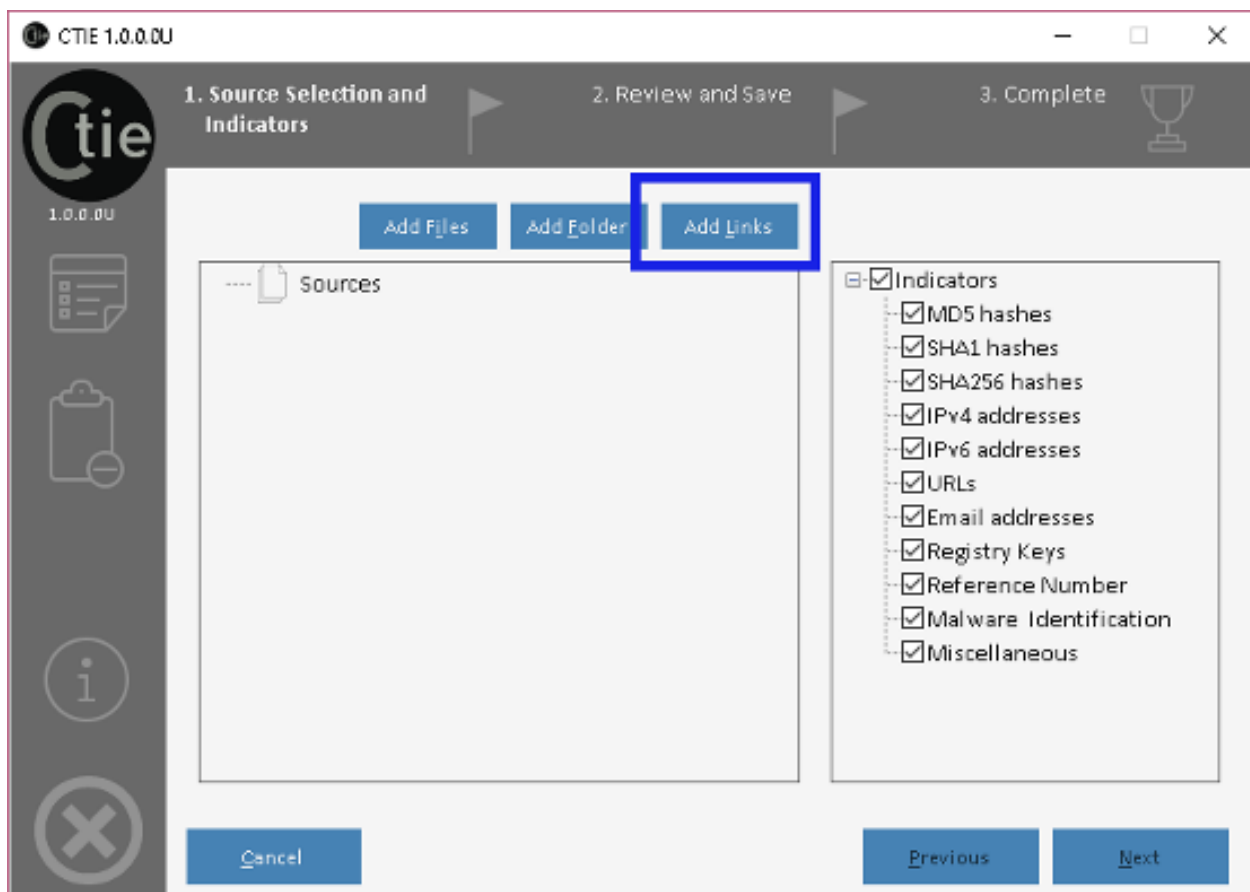 CTIE 1.0.0.0U
Ctie
1.0.0.0U
1. Source Selection and
Indicators
2. Review and Save
3. Complete
Add Files
Add Folder
Add Links
Sources
Indicators
MD5 hashes
SHA1 hashes
SHA256 hashes
IPv4 addresses
IPv6 addresses
URLs
Email addresses
Registry Keys
Reference Number
Malware Identification
Miscellaneous
Cancel
Previous
Next